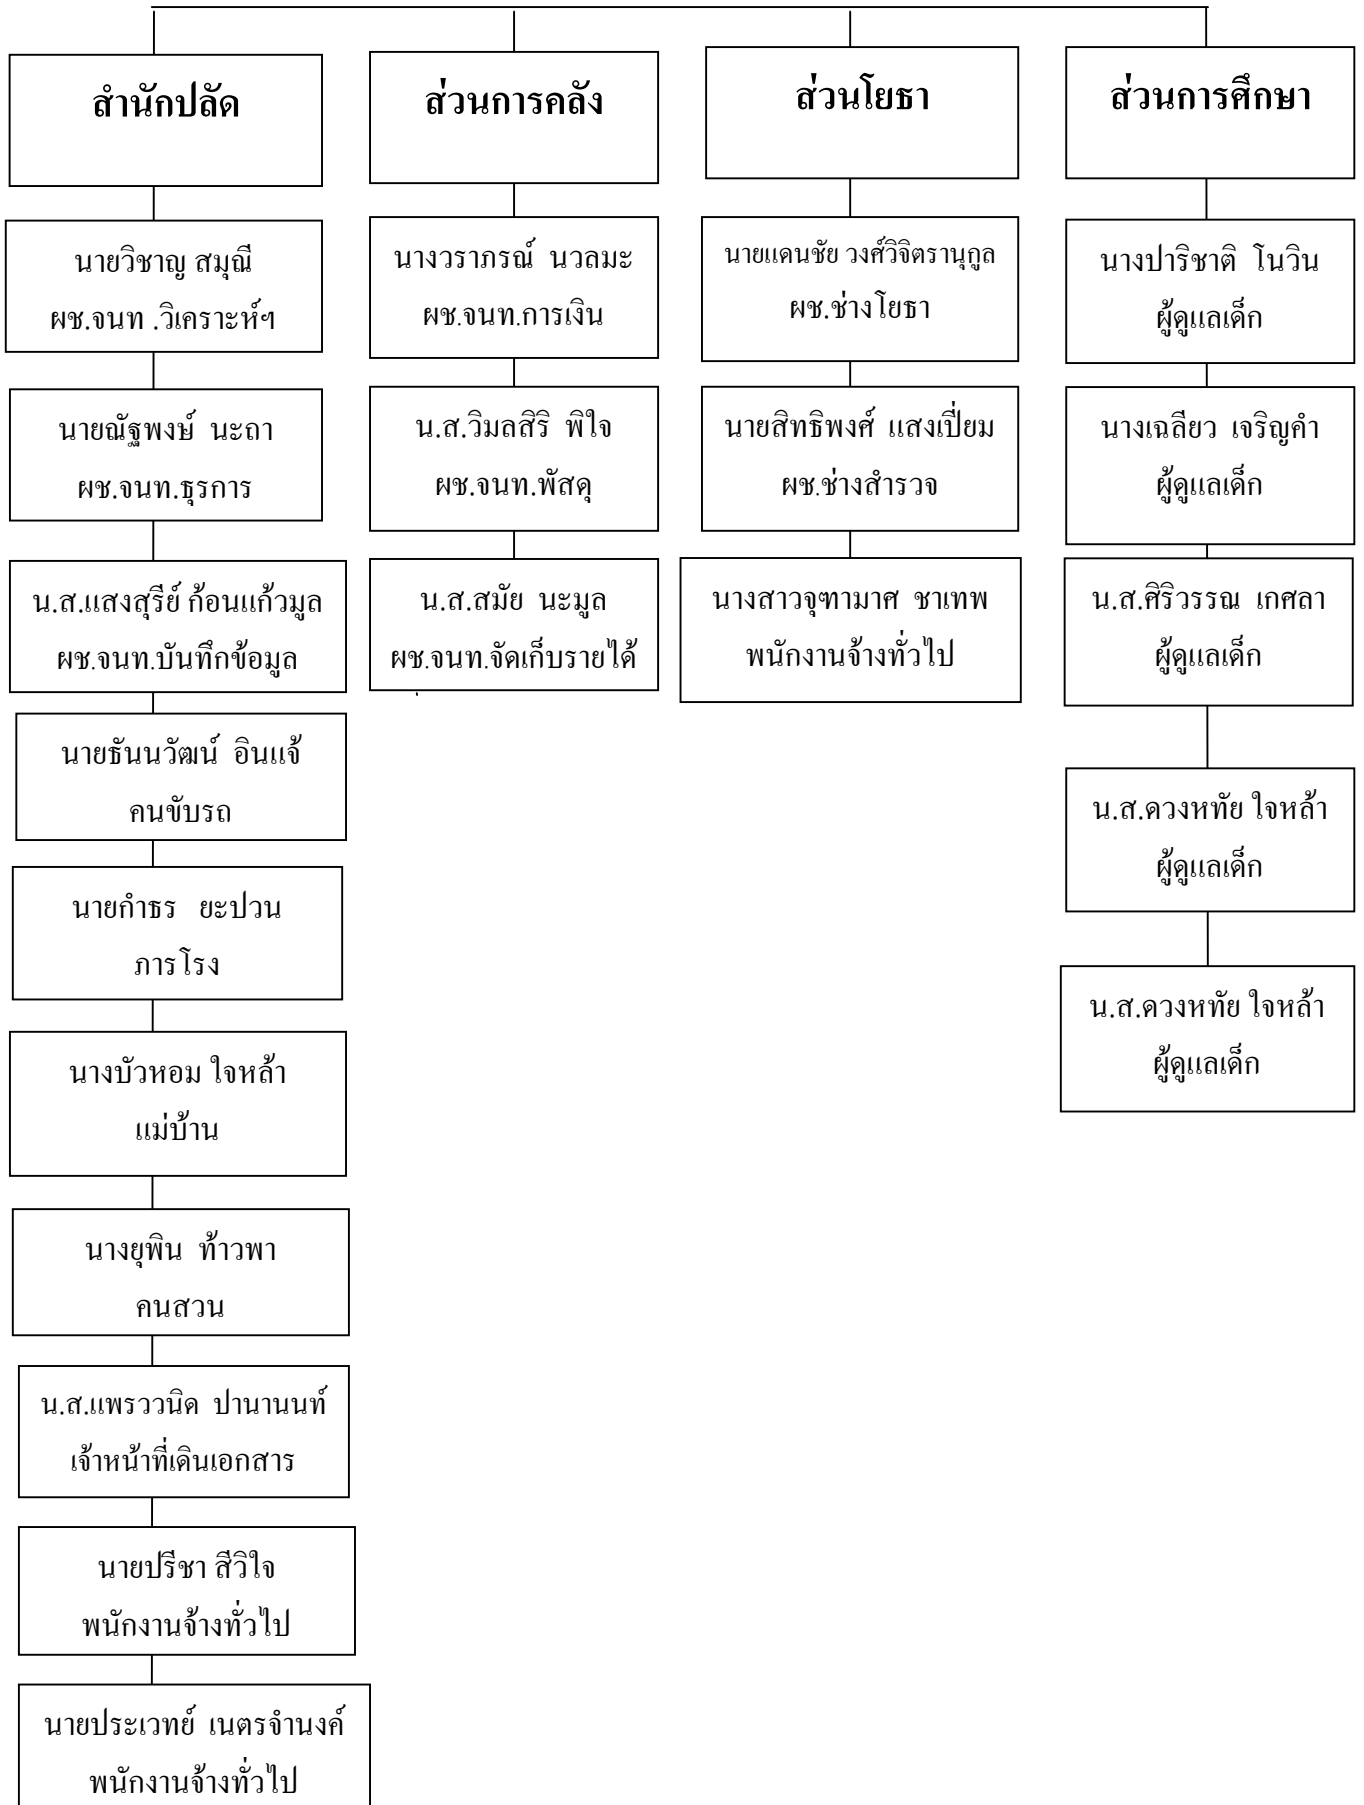 สำนักปลัด
นายวิชาญ สมุณี
ผช.จนท .วิเคราะห์ฯ
นายณัฐพงษ์ นะถา
ผช.จนท.ธุรการ
น.ส.แสงสุรีย์ ก้อนแก้วมูล
ผช.จนท.บันทึกข้อมูล
นายธันนวัฒน์ อินแจ้
คนขับรถ
นายกำธร ยะปวน
ภารโรง
นางบัวหอม ใจหล้า
แม่บ้าน
นางยุพิน ท้าวพา
คนสวน
น.ส.แพรววนิด ปานานนท์
เจ้าหน้าที่เดินเอกสาร
นายปรีชา สีวิใจ
พนักงานจ้างทั่วไป
นายประเวทย์ เนตรจำนงค์
พนักงานจ้างทั่วไป
ส่วนการคลัง
นางวราภรณ์ นวลมะ
ผช.จนท.การเงิน
น.ส.วิมลสิริ พิใจ
ผช.จนท.พัสดุ
น.ส.สมัย นะมูล
ผช.จนท.จัดเก็บรายได้
ส่วนโยธา
นายแดนชัย วงศ์วิจิตรานุกูล
ผช.ช่างโยธา
นายสิทธิพงศ์ แสงเปี่ยม
ผช.ช่างสำรวจ
นางสาวจุฑามาศ ชาเทพ
พนักงานจ้างทั่วไป
ส่วนการศึกษา
นางปาริชาติ โนวิน
ผู้ดูแลเด็ก
นางเฉลียว เจริญคำ
ผู้ดูแลเด็ก
น.ส.ศิริวรรณ เกศลา
ผู้ดูแลเด็ก
น.ส.ดวงหทัย ใจหล้า
ผู้ดูแลเด็ก
น.ส.ดวงหทัย ใจหล้า
ผู้ดูแลเด็ก